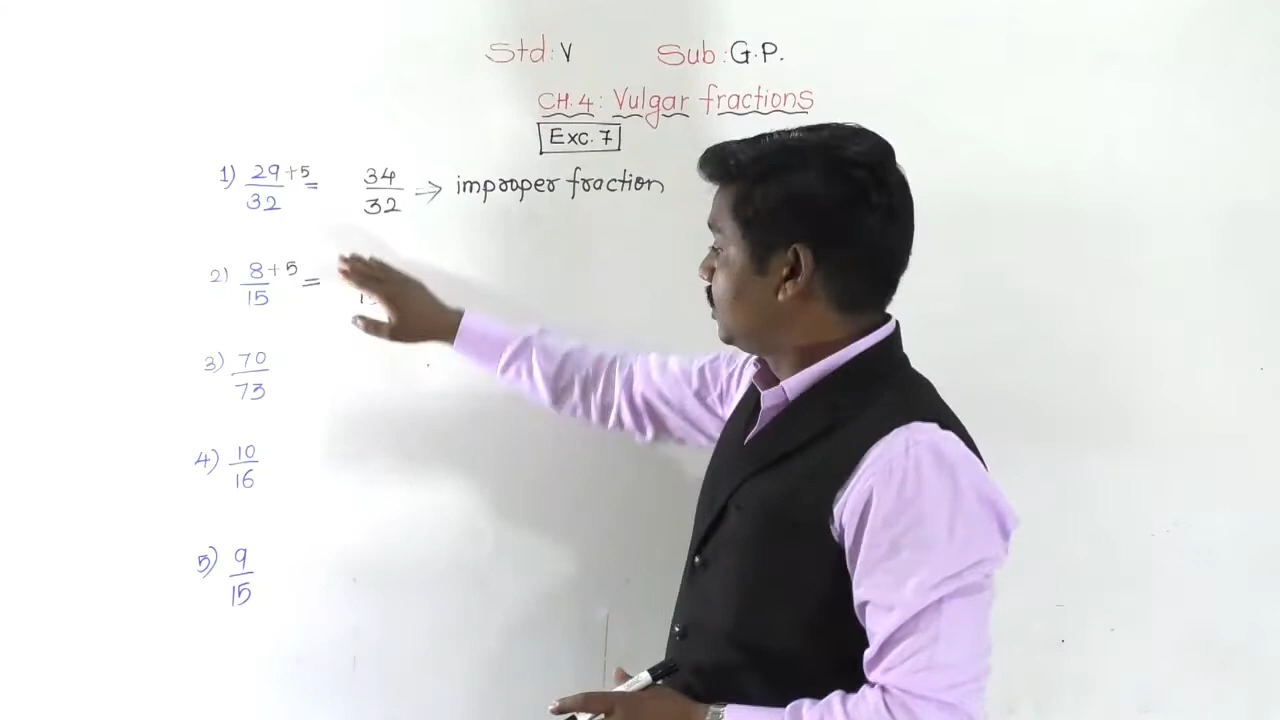 Std: V Sub: G.P.
CH.4: Vulgar fractions
Exc. 7
1) 29+5/32 = 34/32 ⇒ improper fraction
2) 8+5/15 =
3) 70/73
4) 10/16
5) 9/15